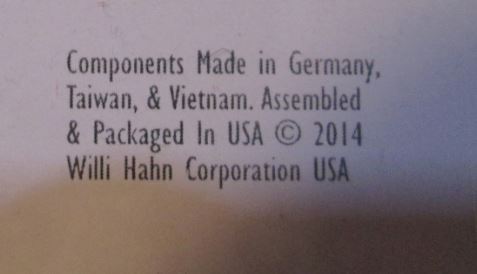 Components Made in Germany,
Taiwan, & Vietnam. Assembled
& Packaged In USA © 2014
Willi Hahn Corporation USA